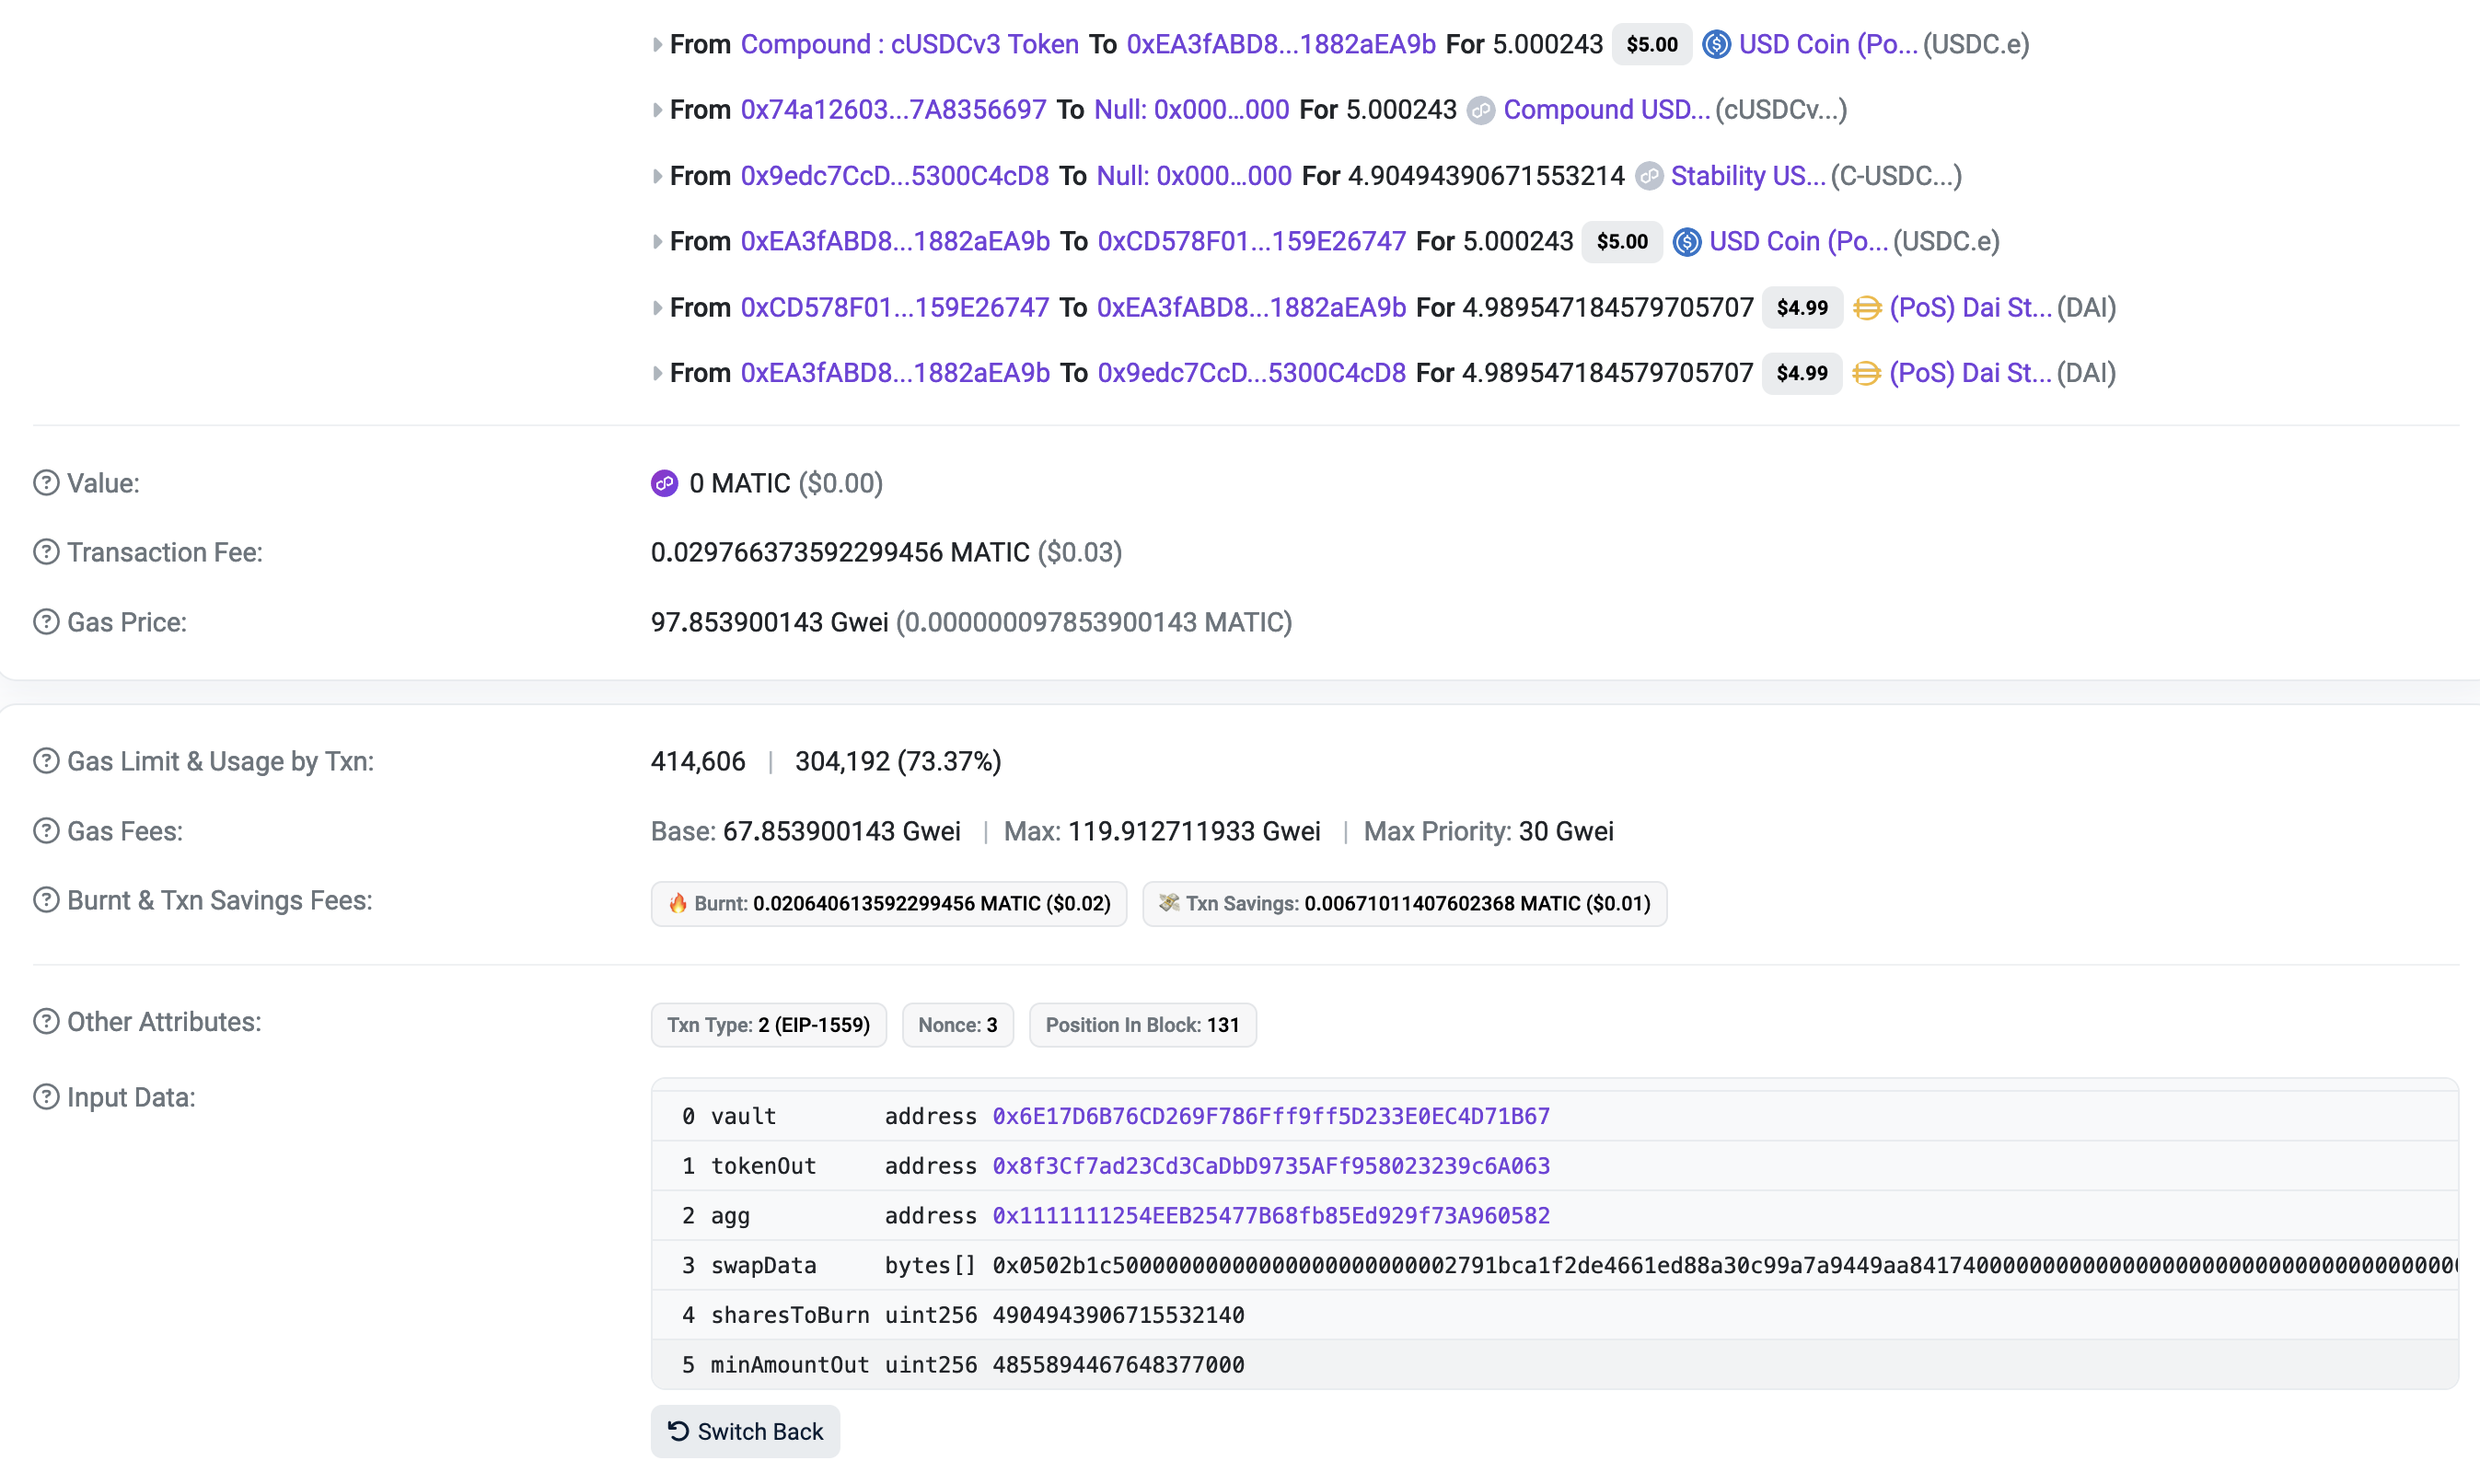 From Compound : cUSDCv3 Token To 0xEA3fABD8...1882aEA9b For 5.000243 $5.00 USD Coin (Po... (USDC.e)
From 0x74a12603...7A8356697 To Null: 0x000...000 For 5.000243 Compound USD... (cUSDCv...)
From 0x9edc7CcD...5300C4cD8 To Null: 0x000...000 For 4.90494390671553214 Stability US... (C-USDC...)
From 0xEA3fABD8...1882aEA9b To 0xCD578F01...159E26747 For 5.000243 $5.00 USD Coin (Po... (USDC.e)
From 0xCD578F01...159E26747 To 0xEA3fABD8...1882aEA9b For 4.989547184579705707 $4.99 (PoS) Dai St... (DAI)
From 0xEA3fABD8...1882aEA9b To 0x9edc7CcD...5300C4cD8 For 4.989547184579705707 $4.99 (PoS) Dai St... (DAI)
Value: 0 MATIC ($0.00)
Transaction Fee: 0.029766373592299456 MATIC ($0.03)
Gas Price: 97.853900143 Gwei (0.000000097853900143 MATIC)
Gas Limit & Usage by Txn: 414,606 | 304,192 (73.37%)
Gas Fees: Base: 67.853900143 Gwei | Max: 119.912711933 Gwei | Max Priority: 30 Gwei
Burnt & Txn Savings Fees: 🔥 Burnt: 0.020640613592299456 MATIC ($0.02) 💸 Txn Savings: 0.00671011407602368 MATIC ($0.01)
Other Attributes: Txn Type: 2 (EIP-1559) Nonce: 3 Position In Block: 131
Input Data:
0 vault address 0x6E17D6B76CD269F786Fff9ff5D233E0EC4D71B67
1 tokenOut address 0x8f3Cf7ad23Cd3CaDbD9735AFf958023239c6A063
2 agg address 0x1111111254EEB25477B68fb85Ed929f73A960582
3 swapData bytes[]
4 sharesToBurn uint256 4904943906715532140
5 minAmountOut uint256 4855894467648377000
Switch Back